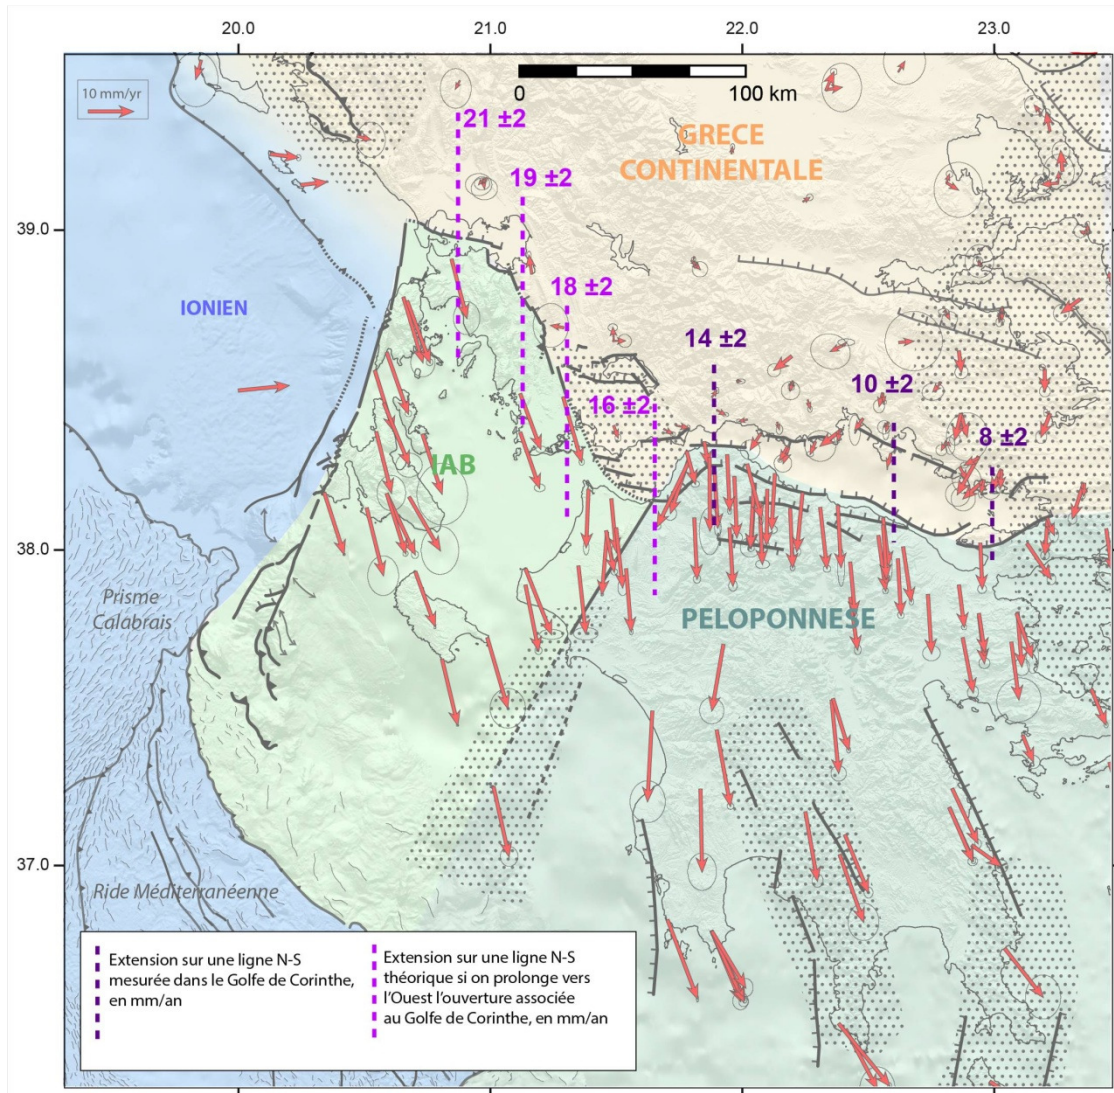 20.0 21.0 22.0 23.0
10 mm/yr
0 100 km
21 ±2
GRECE
CONTINENTALE
19 ±2
39.0
18 ±2
IONIEN
14 ±2
10 ±2
16 ±2
8 ±2
IAB
38.0
Prisme
Calabrais
PELOPONNESE
37.0
Ride Méditerranéenne
Extension sur une ligne N-S
mesurée dans le Golfe de Corinthe,
en mm/an
Extension sur une ligne N-S
théorique si on prolonge vers
l'Ouest l'ouverture associée
au Golfe de Corinthe, en mm/an